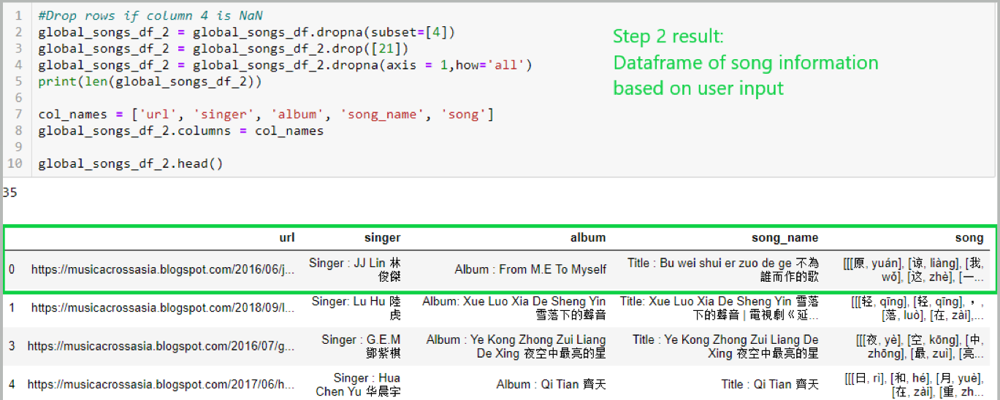 1 #Drop rows if column 4 is NaN
2 global_songs_df_2 = global_songs_df.dropna(subset=[4])
3 global_songs_df_2 = global_songs_df_2.drop([21])
4 global_songs_df_2 = global_songs_df_2.dropna(axis = 1,how='all')
5 print(len(global_songs_df_2))
6
7 col_names = ['url', 'singer', 'album', 'song_name', 'song']
8 global_songs_df_2.columns = col_names
9
10 global_songs_df_2.head()
Step 2 result:
Dataframe of song information
based on user input
35
url singer album song_name song
0 https://musicacrossasia.blogspot.com/2016/06/j... Singer : JJ Lin 林 Album : From M.E To Myself Title : Bu wei shui er zuo de ge 不為 [[[原, yuán], [谅, liàng], [我,
俊傑 誰而作的歌 wǒ], [这, zhè], [一...
1 https://musicacrossasia.blogspot.com/2018/09/l... Singer: Lu Hu 陸 Album: Xue Luo Xia De Sheng Yin Title: Xue Luo Xia De Sheng Yin 雪落 [[[轻, qīng], [轻, qīng], ，,
虎 雪落下的聲音 下的聲音 | 電視劇《延... [落, luò], [在, zài],...
3 https://musicacrossasia.blogspot.com/2016/07/g... Singer : G.E.M Album : Ye Kong Zhong Zui Liang Title : Ye Kong Zhong Zui Liang De [[[夜, yè], [空, kōng], [中,
鄧紫棋 De Xing 夜空中最亮的星 Xing 夜空中最亮的星 zhōng], [最, zuì], [亮...
4 https://musicacrossasia.blogspot.com/2017/06/h... Singer : Hua Album : Qi Tian 齊天 Title : Qi Tian 齊天 [[[日, rì], [和, hé], [月, yuè],
Chen Yu 华晨宇 [在, zài], [重, zh...